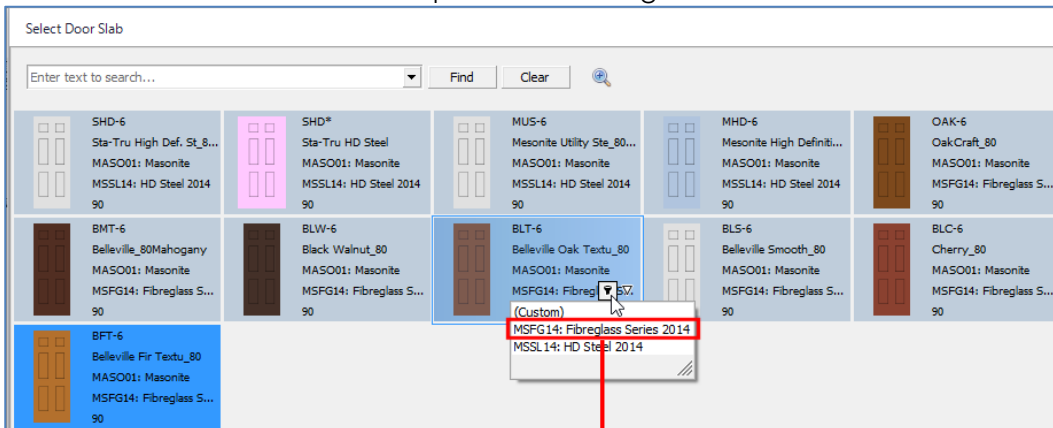 Select Door Slab
Enter text to search...
Find
Clear
SHD-6
Sta-Tru High Def. St_8...
MASO01: Masonite
MSSL14: HD Steel 2014
90
SHD*
Sta-Tru HD Steel
MASO01: Masonite
MSSL14: HD Steel 2014
90
MUS-6
Mesonite Utility Ste_80...
MASO01: Masonite
MSSL14: HD Steel 2014
90
MHD-6
Mesonite High Definiti...
MASO01: Masonite
MSSL14: HD Steel 2014
90
OAK-6
OakCraft_80
MASO01: Masonite
MSFG14: Fibreglass S...
90
BMT-6
Belleville_80Mahogany
MASO01: Masonite
MSFG14: Fibreglass S...
90
BLW-6
Black Walnut_80
MASO01: Masonite
MSFG14: Fibreglass S...
90
BLT-6
Belleville Oak Textu_80
MASO01: Masonite
MSFG14:
(Custom)
MSFG14: Fibreglass Series 2014
MSSL14: HD Steel 2014
BLS-6
Belleville Smooth_80
MASO01: Masonite
MSFG14: Fibreglass S...
90
BLC-6
Cherry_80
MASO01: Masonite
MSFG14: Fibreglass S...
90
BFT-6
Belleville Fir Textu_80
MASO01: Masonite
MSFG14: Fibreglass S...
90